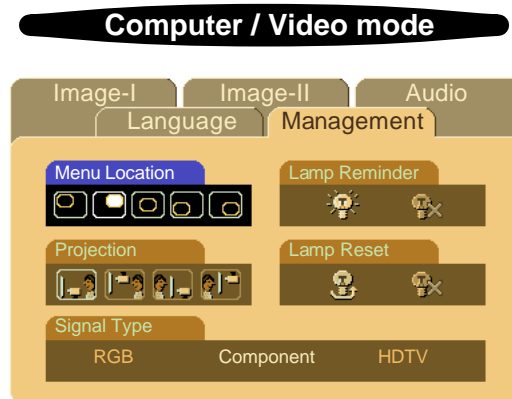 Computer / Video mode
Image-I Image-II Audio
Language Management
Menu Location Lamp Reminder
Projection Lamp Reset
Signal Type
RGB Component HDTV